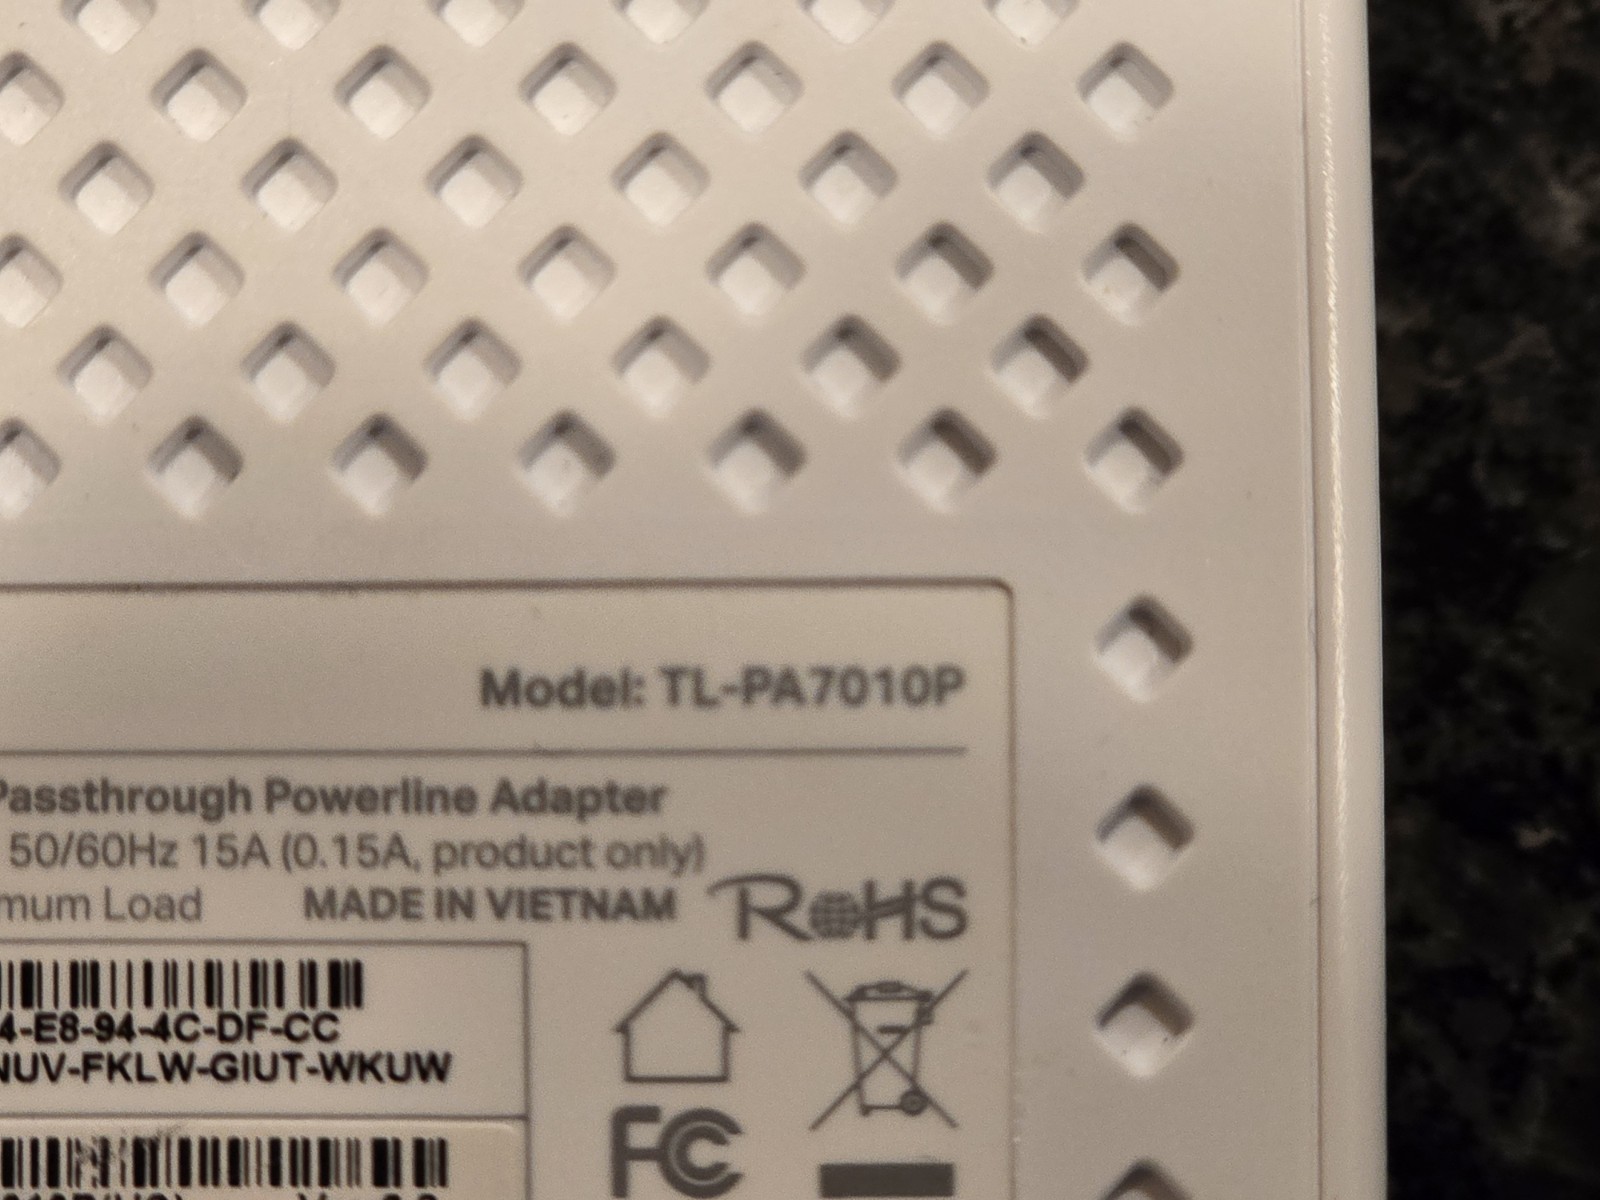 Model: TL-PA7010P
Passthrough Powerline Adapter
50/60Hz 15A (0.15A, product only)
Load MADE IN VIETNAM RoHS
4-E8-94-4C-DF-CC
NUV-FKLW-GIUT-WKUW
FC